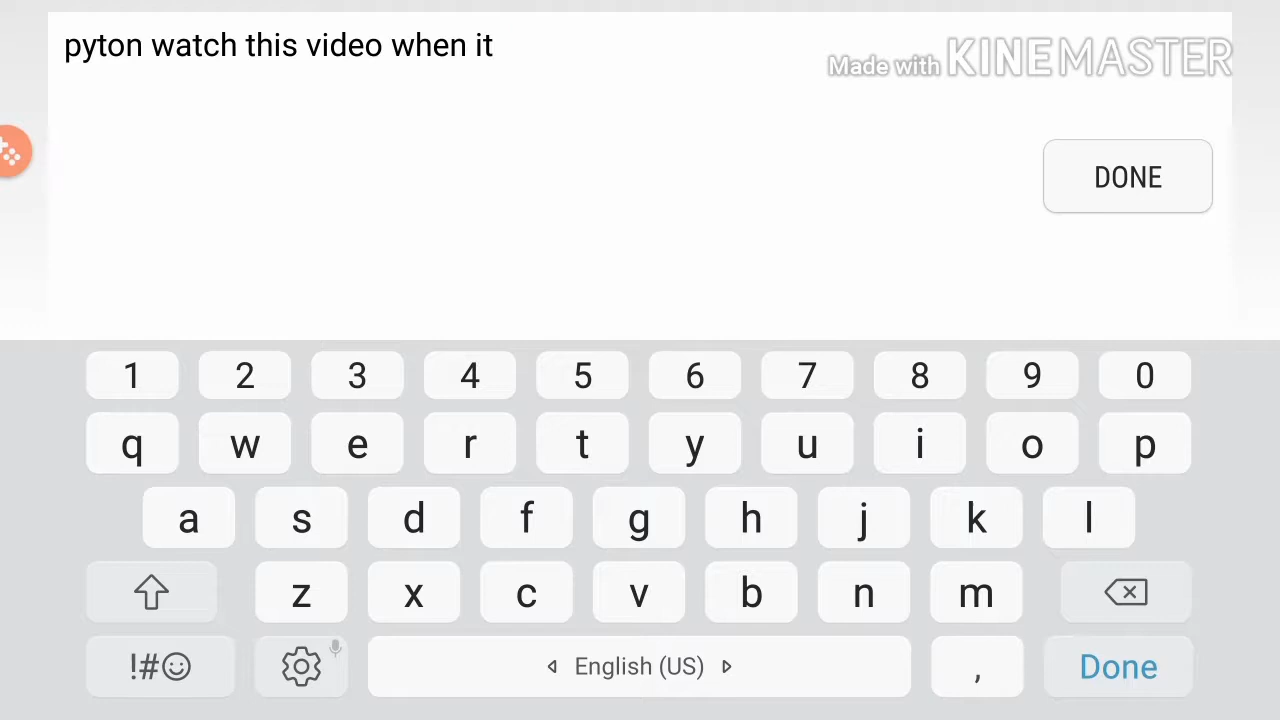 pyton watch this video when it
Made with KINEMASTER
DONE
1 2 3 4 5 6 7 8 9 0
q w e r t y u i o p
a s d f g h j k l
z x c v b n m
!# English (US) , Done